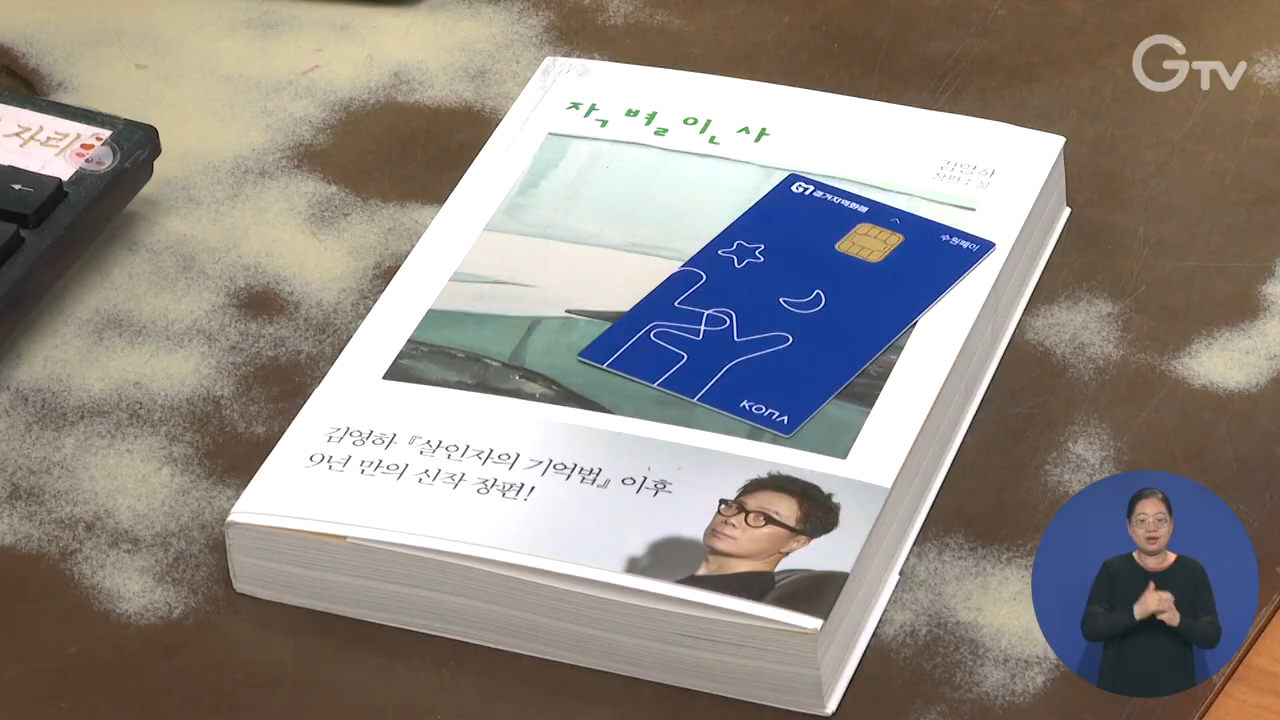 GTV
자리
작별인사
김영하
장편소설
경기지역화폐
수원페이
KONA
김영하 『살인자의 기억법』 이후
9년 만의 신작 장편!